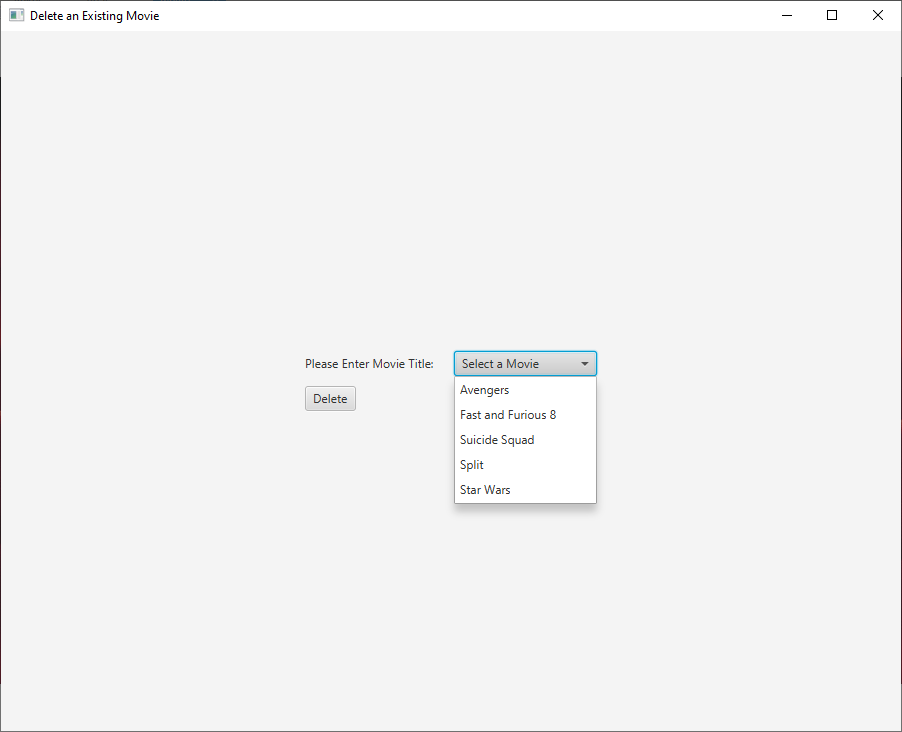 Delete an Existing Movie
Please Enter Movie Title: Select a Movie
Avengers
Delete
Fast and Furious 8
Suicide Squad
Split
Star Wars